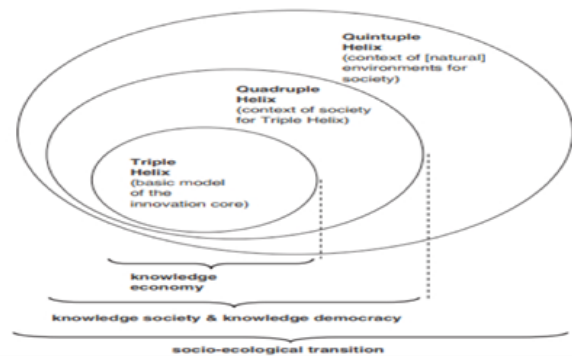 Quintuple
Helix
(context of [natural]
environments for
society)
Quadruple
Helix
(context of society
for Triple Helix)
Triple
Helix
(basic model
of the
innovation core)
knowledge
economy
knowledge society & knowledge democracy
socio-ecological transition